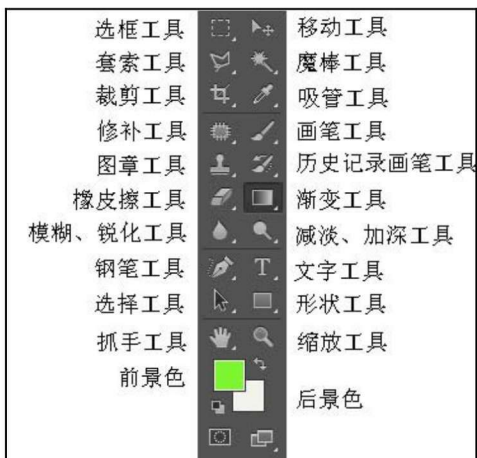 选框工具 移动工具
套索工具 魔棒工具
裁剪工具 吸管工具
修补工具 画笔工具
图章工具 历史记录画笔工具
橡皮擦工具 渐变工具
模糊、锐化工具 减淡、加深工具
钢笔工具 T 文字工具
选择工具 形状工具
抓手工具 缩放工具
前景色
后景色